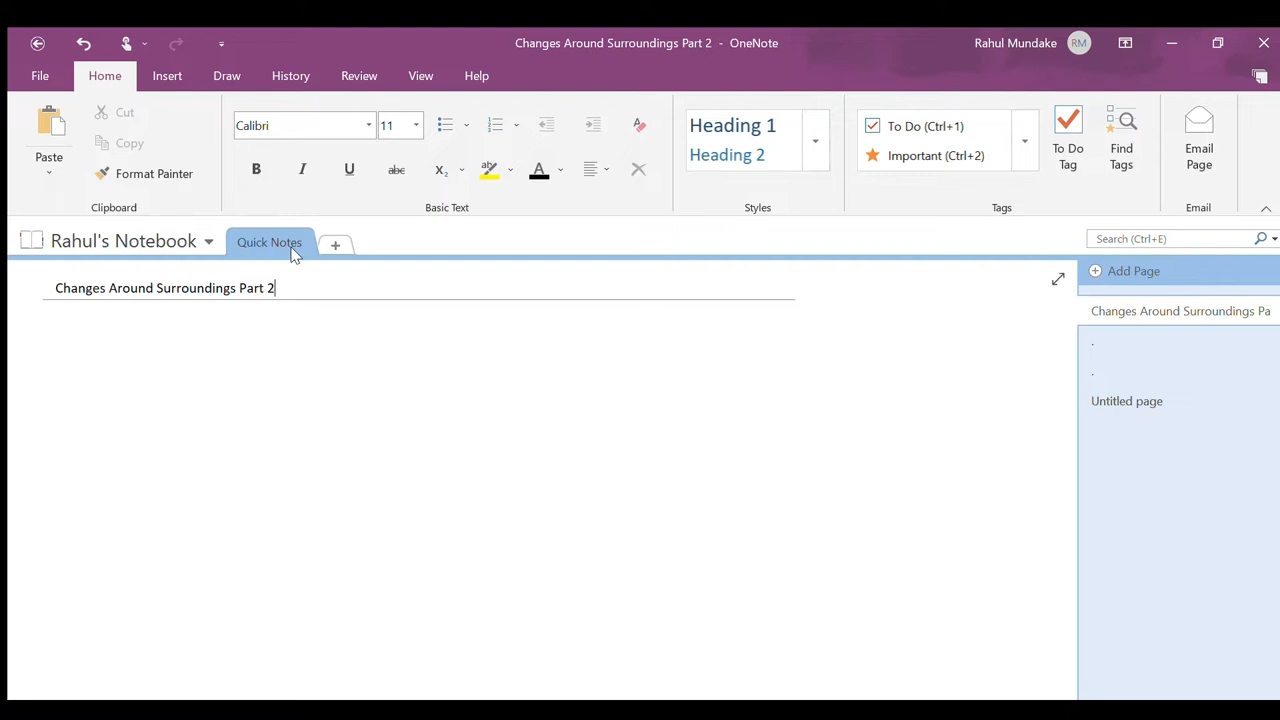 Changes Around Surroundings Part 2 - OneNote
Rahul Mundake RM
File Home Insert Draw History Review View Help
Paste
Cut
Copy
Format Painter
Clipboard
Calibri 11
B I U abc X₂ A
Basic Text
Heading 1
Heading 2
Styles
To Do (Ctrl+1)
Important (Ctrl+2)
To Do
Tag
Find
Tags
Tags
Email
Page
Email
Rahul's Notebook Quick Notes +
Search (Ctrl+E)
Add Page
Changes Around Surroundings Part 2
Changes Around Surroundings Pa
.
.
Untitled page